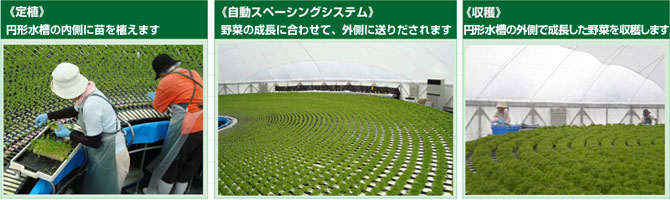 《定植》
円形水槽の内側に苗を植えます
《自動スペーシングシステム》
野菜の成長に合わせて、外側に送りだされます
《収穫》
円形水槽の外側で成長した野菜を収穫します